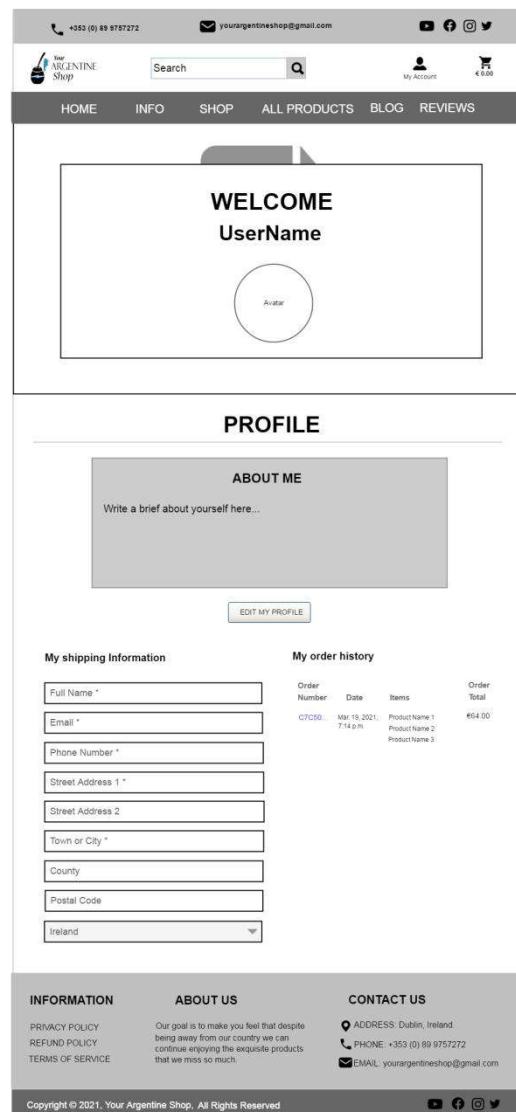 +353 (0) 89 9757272 yourargentineshop@gmail.com
Your
ARGENTINE
Shop
Search
My Account
€ 0.00
HOME INFO SHOP ALL PRODUCTS BLOG REVIEWS
WELCOME
UserName
Avatar
PROFILE
ABOUT ME
Write a brief about yourself here...
EDIT MY PROFILE
My shipping Information
Full Name *
Email *
Phone Number *
Street Address 1 *
Street Address 2
Town or City *
County
Postal Code
Ireland
My order history
Order Number Date Items Order Total
C7C50... Mar. 19, 2021, 7:14 p.m. Product Name 1 €64.00
Product Name 2
Product Name 3
INFORMATION
PRIVACY POLICY
REFUND POLICY
TERMS OF SERVICE
ABOUT US
Our goal is to make you feel that despite
being away from our country we can
continue enjoying the exquisite products
that we miss so much.
CONTACT US
ADDRESS: Dublin, Ireland.
PHONE: +353 (0) 89 9757272
EMAIL: yourargentineshop@gmail.com
Copyright © 2021, Your Argentine Shop, All Rights Reserved